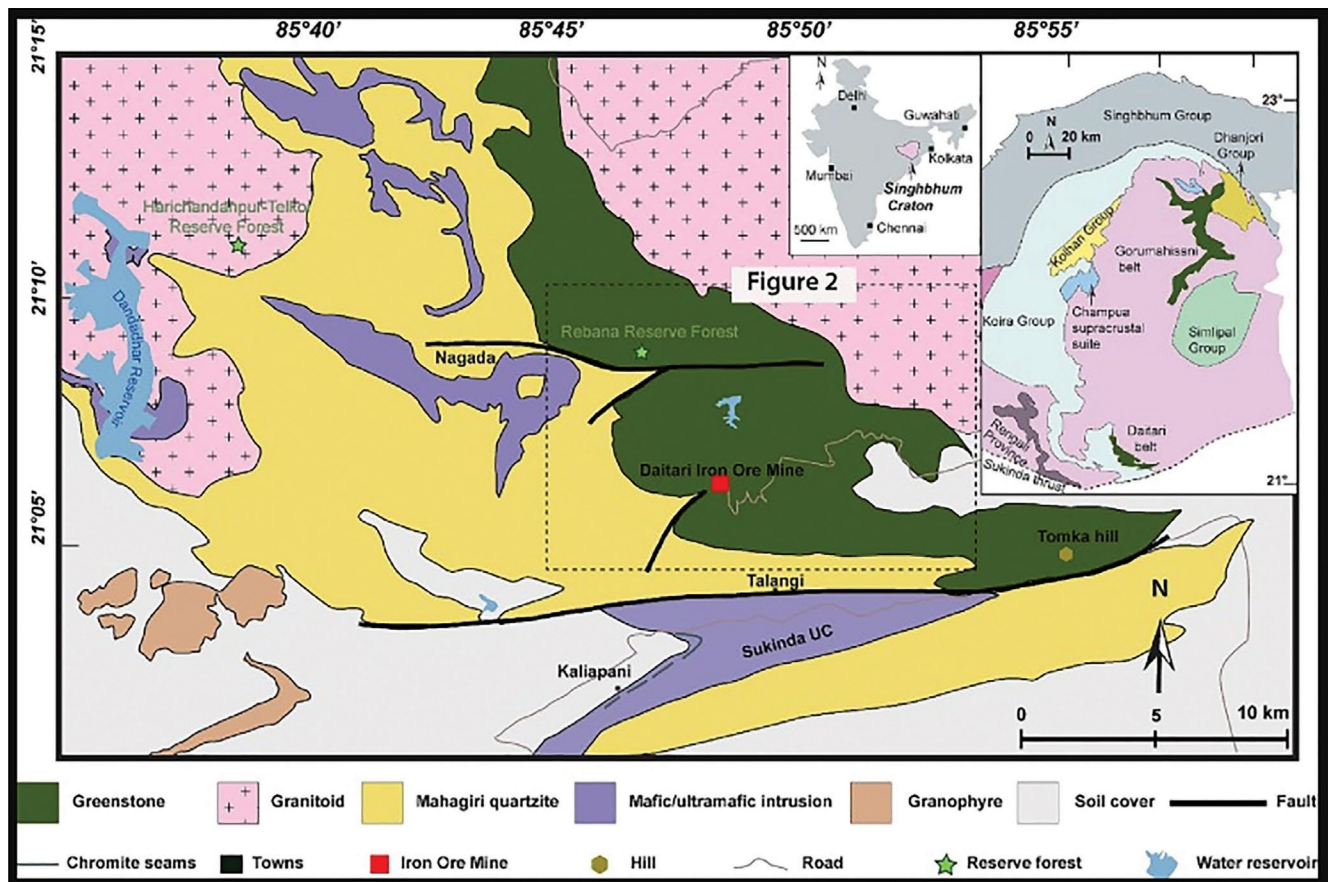 85°40' 85°45' 85°50' 85°55'
21°15'
21°10'
21°05'
Harichandanpur-Telkoi
Reserve Forest
Dandadhar Reservoir
Nagada
Rebana Reserve Forest
Figure 2
Daitari Iron Ore Mine
Tomka hill
Talangi
Sukinda UC
Kaliapani
N
0 5 10 km
N
Delhi
Guwahati
Kolkata
Mumbai
Singhbhum
Craton
Chennai
500 km
23°
Singhbhum Group
N
0 20 km
Dhanjori
Group
Kolhan Group
Gorumahissni
belt
Koira Group
Champua
supracrustal
suite
Simlipal
Group
Daitari
belt
Rengali
Province
Sukinda thrust
21°
Greenstone Granitoid Mahagiri quartzite Mafic/ultramafic intrusion Granophyre Soil cover Fault
Chromite seams Towns Iron Ore Mine Hill Road Reserve forest Water reservoir